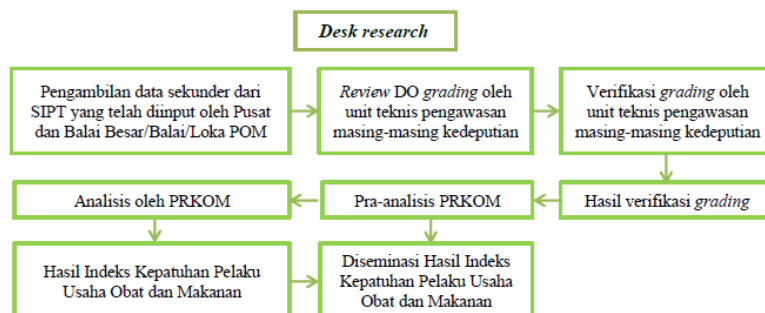 Desk research
Pengambilan data sekunder dari
SIPT yang telah diinput oleh Pusat
dan Balai Besar/Balai/Loka POM
Review DO grading oleh
unit teknis pengawasan
masing-masing kedeputian
Verifikasi grading oleh
unit teknis pengawasan
masing-masing kedeputian
Hasil verifikasi grading
Pra-analisis PRKOM
Analisis oleh PRKOM
Hasil Indeks Kepatuhan Pelaku
Usaha Obat dan Makanan
Diseminasi Hasil Indeks
Kepatuhan Pelaku Usaha
Obat dan Makanan